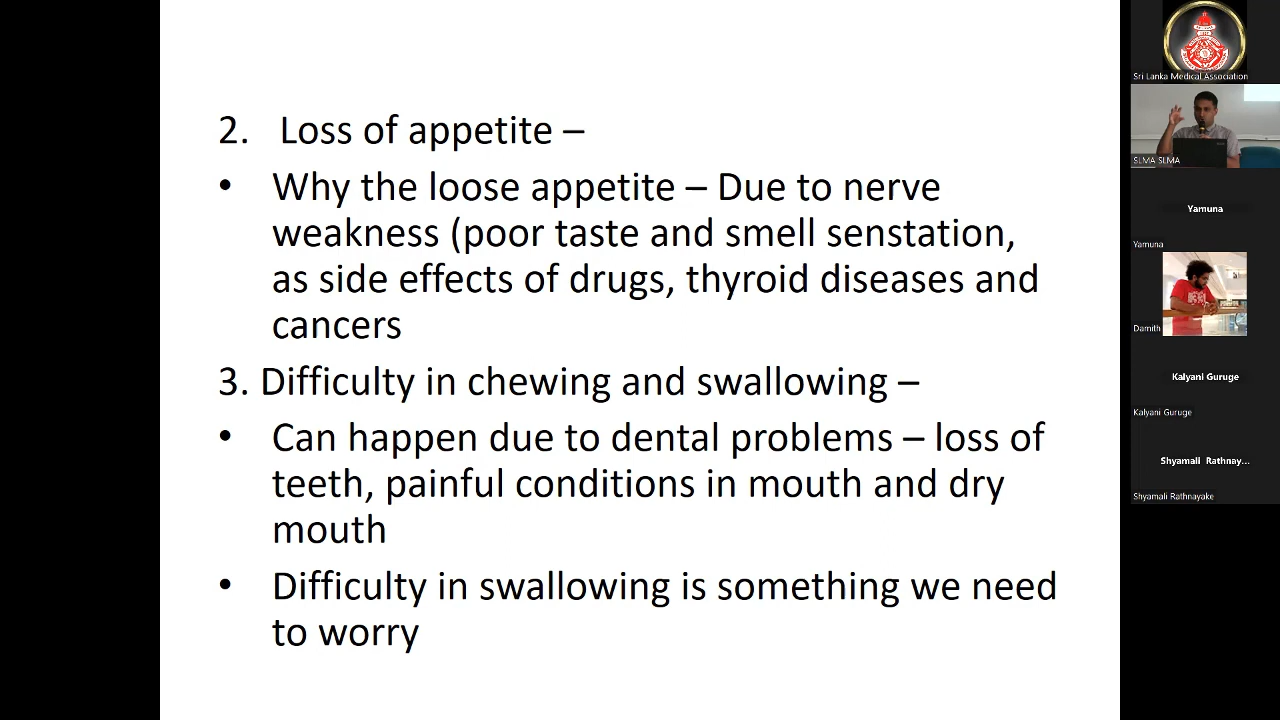 2. Loss of appetite –
• Why the loose appetite – Due to nerve
weakness (poor taste and smell senstation,
as side effects of drugs, thyroid diseases and
cancers
3. Difficulty in chewing and swallowing –
• Can happen due to dental problems – loss of
teeth, painful conditions in mouth and dry
mouth
• Difficulty in swallowing is something we need
to worry
Sri Lanka Medical Association
SLMA SLMA
Yamuna
Yamuna
Damith
Kalyani Guruge
Kalyani Guruge
Shyamali Rathnay...
Shyamali Rathnayake